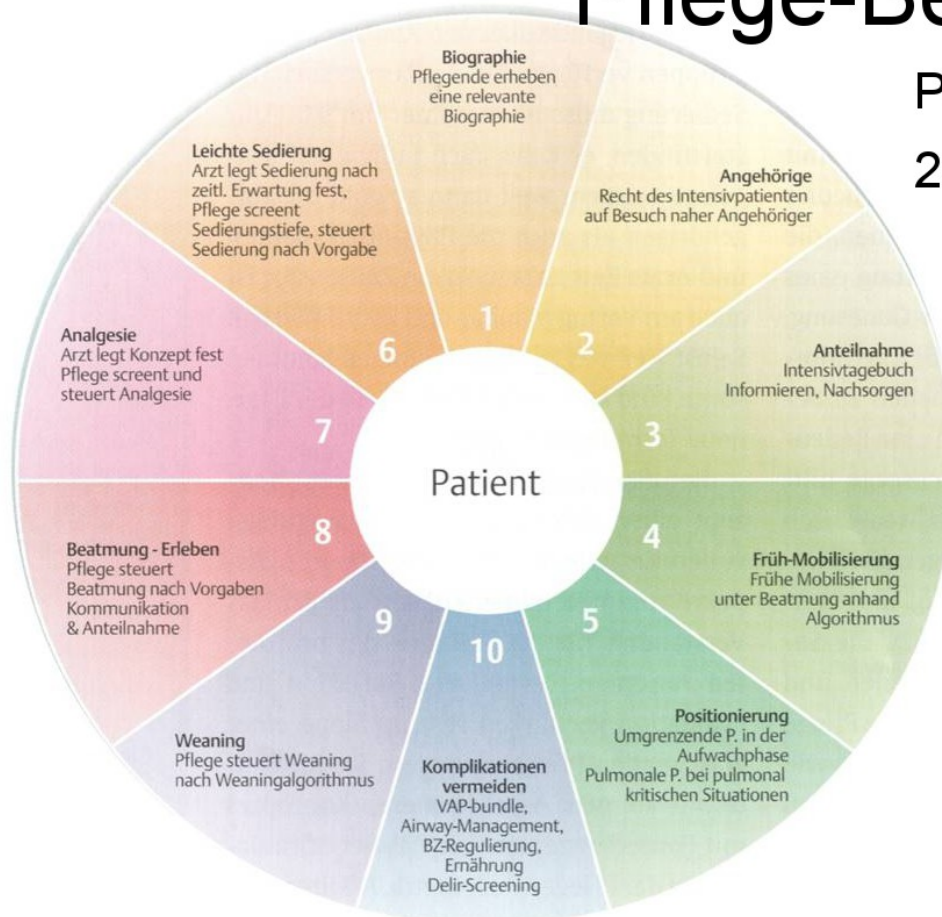 Pflege-Be
P
2
Biographie
Pflegende erheben
eine relevante
Biographie
1
Angehörige
Recht des Intensivpatienten
auf Besuch naher Angehöriger
2
Anteilnahme
Intensivtagebuch
Informieren, Nachsorgen
3
Früh-Mobilisierung
Frühe Mobilisierung
unter Beatmung anhand
Algorithmus
4
Positionierung
Umgrenzende P. in der
Aufwachphase
Pulmonale P. bei pulmonal
kritischen Situationen
5
Leichte Sedierung
Arzt legt Sedierung nach
zeitl. Erwartung fest,
Pflege screent
Sedierungstiefe, steuert
Sedierung nach Vorgabe
6
Analgesie
Arzt legt Konzept fest
Pflege screent und
steuert Analgesie
7
Beatmung - Erleben
Pflege steuert
Beatmung nach Vorgaben
Kommunikation
& Anteilnahme
8
Weaning
Pflege steuert Weaning
nach Weaningalgorithmus
9
Komplikationen
vermeiden
VAP-bundle,
Airway-Management,
BZ-Regulierung,
Ernährung
Delir-Screening
10
Patient